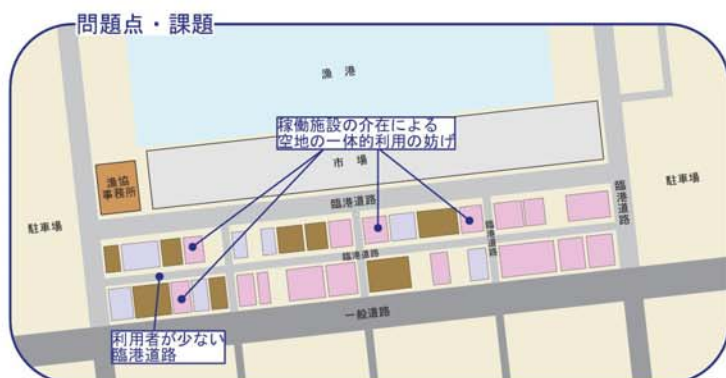 問題点・課題
漁 港
稼働施設の介在による
空地の一体的利用の妨げ
市 場
漁協
事務所
駐車場
臨港道路
臨港道路
駐車場
臨港道路
臨港道路
一般道路
利用者が少ない
臨港道路